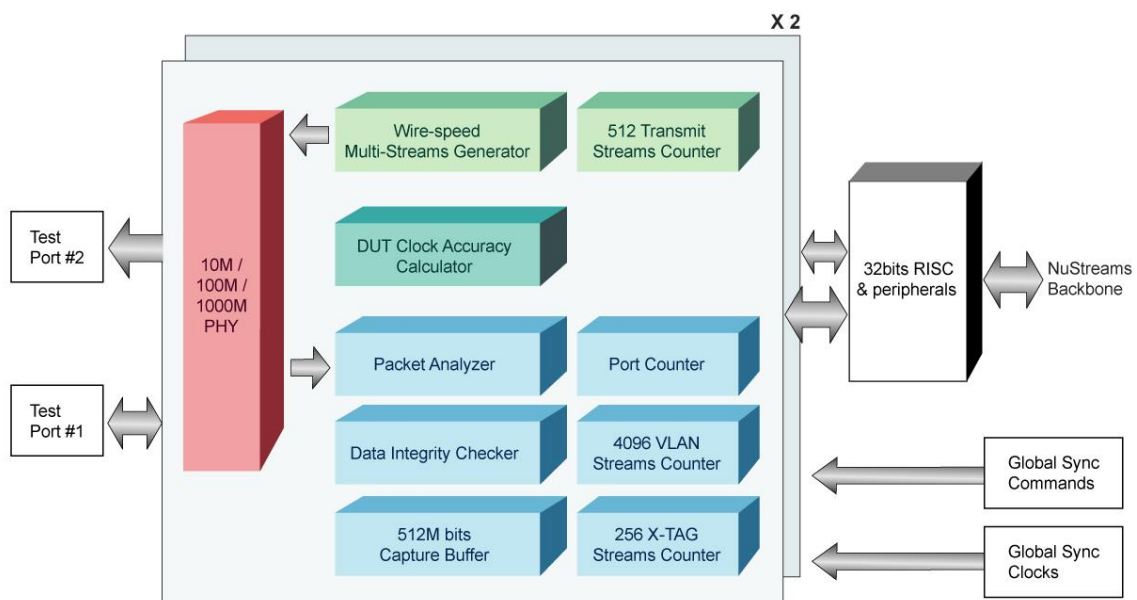 X 2
Wire-speed
Multi-Streams Generator
512 Transmit
Streams Counter
Test
Port #2
10M /
100M /
1000M
PHY
DUT Clock Accuracy
Calculator
32bits RISC
& peripherals
NuStreams
Backbone
Packet Analyzer
Port Counter
Test
Port #1
Data Integrity Checker
4096 VLAN
Streams Counter
Global Sync
Commands
512M bits
Capture Buffer
256 X-TAG
Streams Counter
Global Sync
Clocks